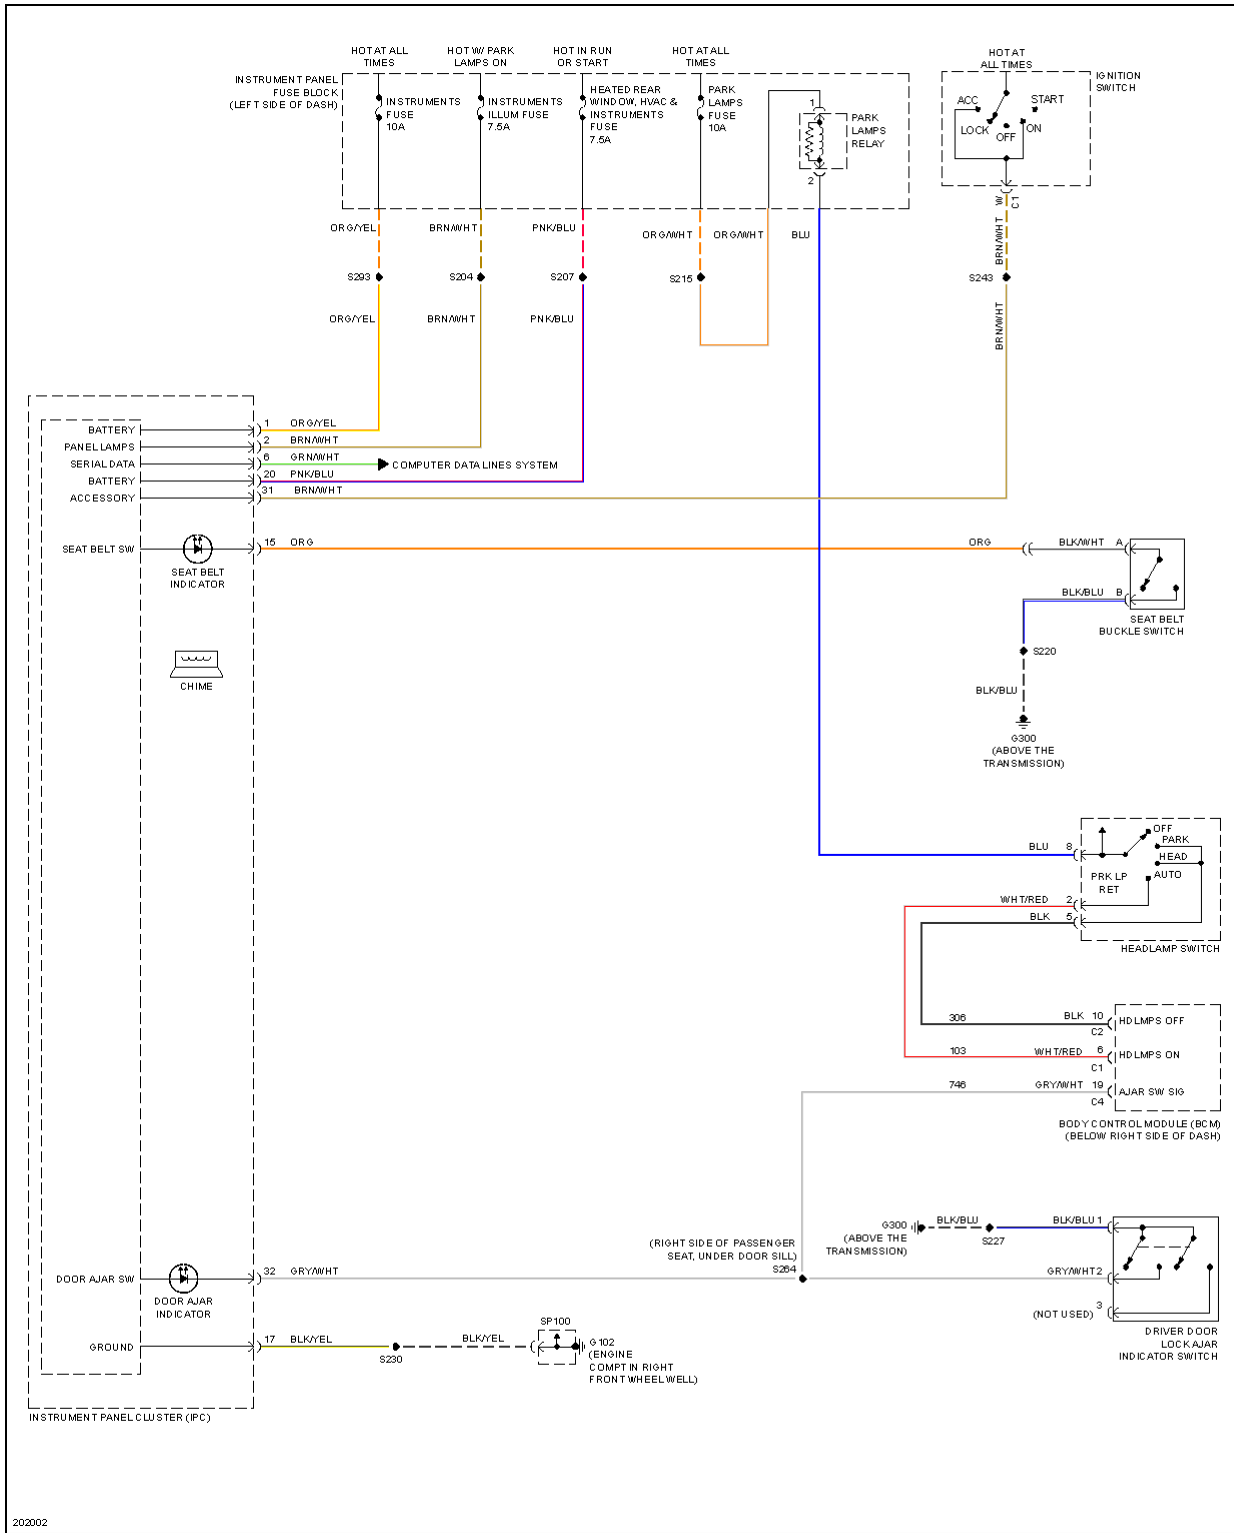 HOT AT ALL
TIMES
HOT W/ PARK
LAMPS ON
HOT IN RUN
OR START
HOT AT ALL
TIMES
HOT AT
ALL TIMES
INSTRUMENT PANEL
FUSE BLOCK
(LEFT SIDE OF DASH)
INSTRUMENTS
FUSE
10A
INSTRUMENTS
ILLUM FUSE
7.5A
HEATED REAR
WINDOW, HVAC &
INSTRUMENTS
FUSE
7.5A
PARK
LAMPS
FUSE
10A
1
PARK
LAMPS
RELAY
2
IGNITION
SWITCH
ACC
START
LOCK
OFF
ON
W
C1
ORG/YEL
BRN/WHT
PNK/BLU
ORG/WHT
ORG/WHT
BLU
BRN/WHT
S293
S204
S207
S215
S243
ORG/YEL
BRN/WHT
PNK/BLU
BRN/WHT
BATTERY
1
ORG/YEL
PANEL LAMPS
2
BRN/WHT
SERIAL DATA
6
GRN/WHT
COMPUTER DATA LINES SYSTEM
BATTERY
20
PNK/BLU
ACCESSORY
31
BRN/WHT
SEAT BELT SW
15
ORG
ORG
BLK/WHT
A
SEAT BELT
INDICATOR
BLK/BLU
B
SEAT BELT
BUCKLE SWITCH
S220
CHIME
BLK/BLU
G300
(ABOVE THE
TRANSMISSION)
BLU
8
OFF
PARK
HEAD
AUTO
PRK LP
RET
WHT/RED
2
BLK
5
HEADLAMP SWITCH
306
BLK
10
HDLMPS OFF
C2
103
WHT/RED
6
HDLMPS ON
C1
746
GRY/WHT
19
AJAR SW SIG
C4
BODY CONTROL MODULE (BCM)
(BELOW RIGHT SIDE OF DASH)
G300
(ABOVE THE
TRANSMISSION)
BLK/BLU
S227
BLK/BLU
1
(RIGHT SIDE OF PASSENGER
SEAT, UNDER DOOR SILL)
S264
DOOR AJAR SW
32
GRY/WHT
GRY/WHT
2
DOOR AJAR
INDICATOR
3
(NOT USED)
DRIVER DOOR
LOCK AJAR
INDICATOR SWITCH
GROUND
17
BLK/YEL
S230
BLK/YEL
SP100
G102
(ENGINE
COMPT IN RIGHT
FRONT WHEEL WELL)
INSTRUMENT PANEL CLUSTER (IPC)
202002